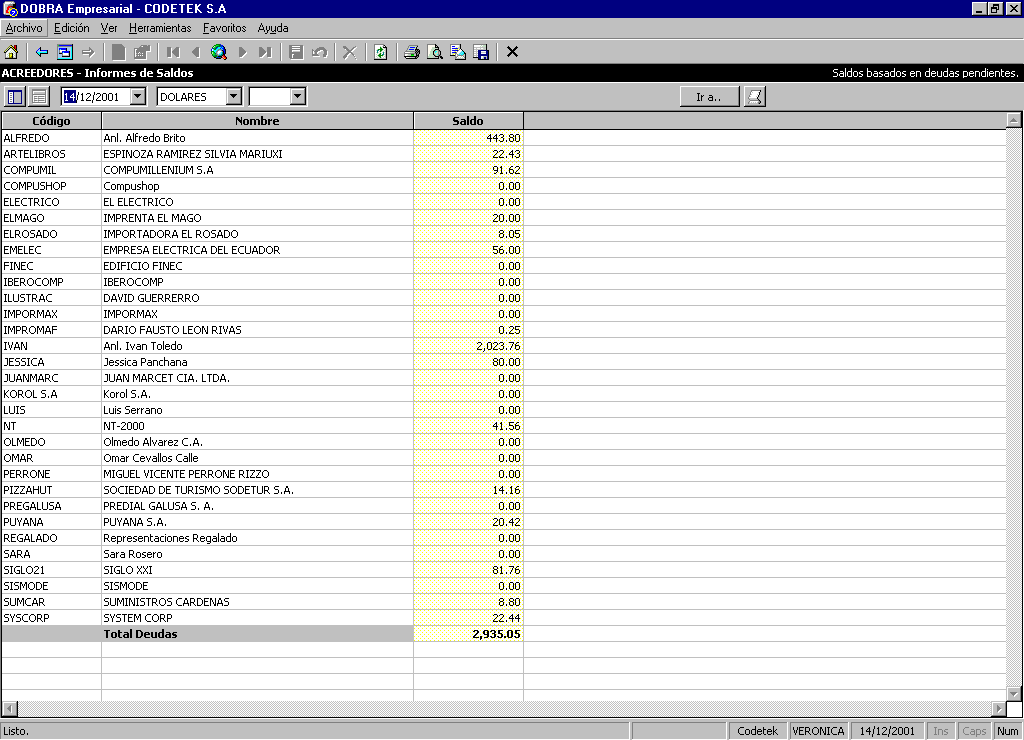 DOBRA Empresarial - CODETEK S.A
Archivo Edición Ver Herramientas Favoritos Ayuda
ACREEDORES - Informes de Saldos Saldos basados en deudas pendientes.
14/12/2001 DOLARES Ir a..
Código Nombre Saldo
ALFREDO Anl. Alfredo Brito 443.80
ARTELIBROS ESPINOZA RAMIREZ SILVIA MARIUXI 22.43
COMPUMIL COMPUMILLENIUM S.A 91.62
COMPUSHOP Compushop 0.00
ELECTRICO EL ELECTRICO 0.00
ELMAGO IMPRENTA EL MAGO 20.00
ELROSADO IMPORTADORA EL ROSADO 8.05
EMELEC EMPRESA ELECTRICA DEL ECUADOR 56.00
FINEC EDIFICIO FINEC 0.00
IBEROCOMP IBEROCOMP 0.00
ILUSTRAC DAVID GUERRERRO 0.00
IMPORMAX IMPORMAX 0.00
IMPROMAF DARIO FAUSTO LEON RIVAS 0.25
IVAN Anl. Ivan Toledo 2,023.76
JESSICA Jessica Panchana 80.00
JUANMARC JUAN MARCET CIA. LTDA. 0.00
KOROL S.A Korol S.A. 0.00
LUIS Luis Serrano 0.00
NT NT-2000 41.56
OLMEDO Olmedo Alvarez C.A. 0.00
OMAR Omar Cevallos Calle 0.00
PERRONE MIGUEL VICENTE PERRONE RIZZO 0.00
PIZZAHUT SOCIEDAD DE TURISMO SODETUR S.A. 14.16
PREGALUSA PREDIAL GALUSA S. A. 0.00
PUYANA PUYANA S.A. 20.42
REGALADO Representaciones Regalado 0.00
SARA Sara Rosero 0.00
SIGLO21 SIGLO XXI 81.76
SISMODE SISMODE 0.00
SUMCAR SUMINISTROS CARDENAS 8.80
SYSCORP SYSTEM CORP 22.44
Total Deudas 2,935.05
Listo. Codetek VERONICA 14/12/2001 Ins Caps Num